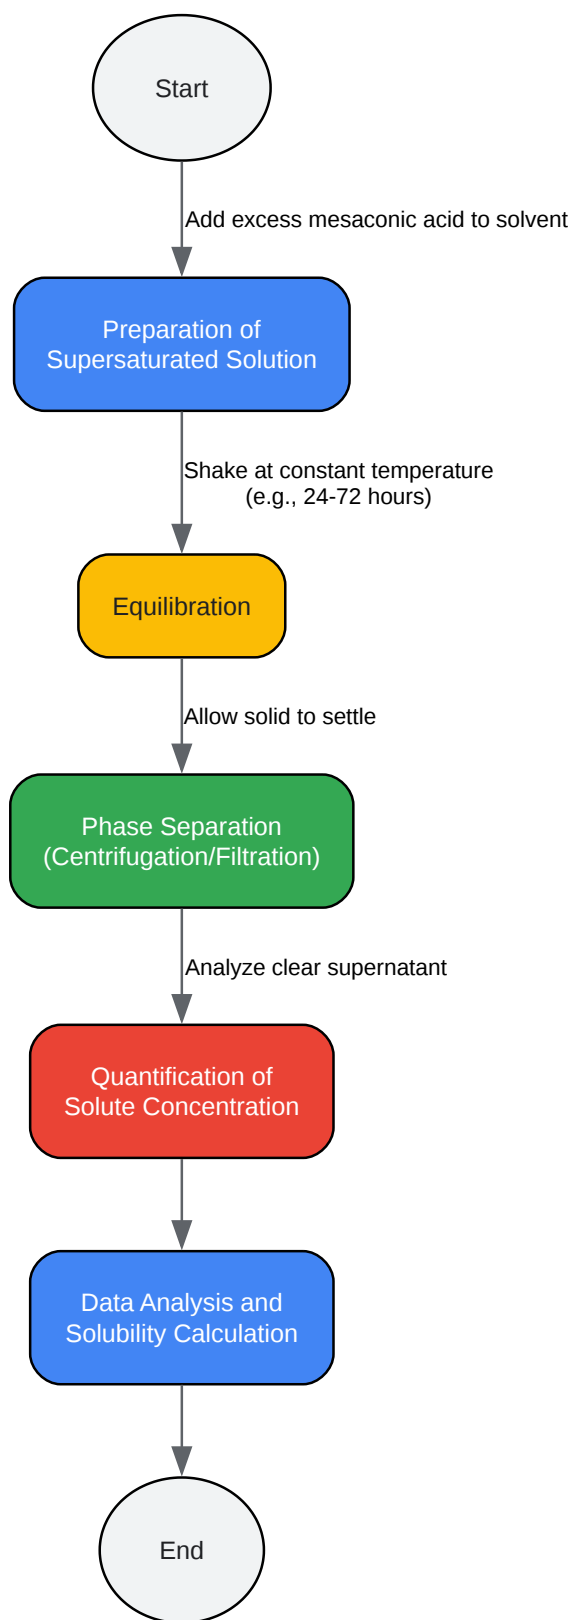 Start
Add excess mesaconic acid to solvent
Preparation of
Supersaturated Solution
Shake at constant temperature
(e.g., 24-72 hours)
Equilibration
Allow solid to settle
Phase Separation
(Centrifugation/Filtration)
Analyze clear supernatant
Quantification of
Solute Concentration
Data Analysis and
Solubility Calculation
End